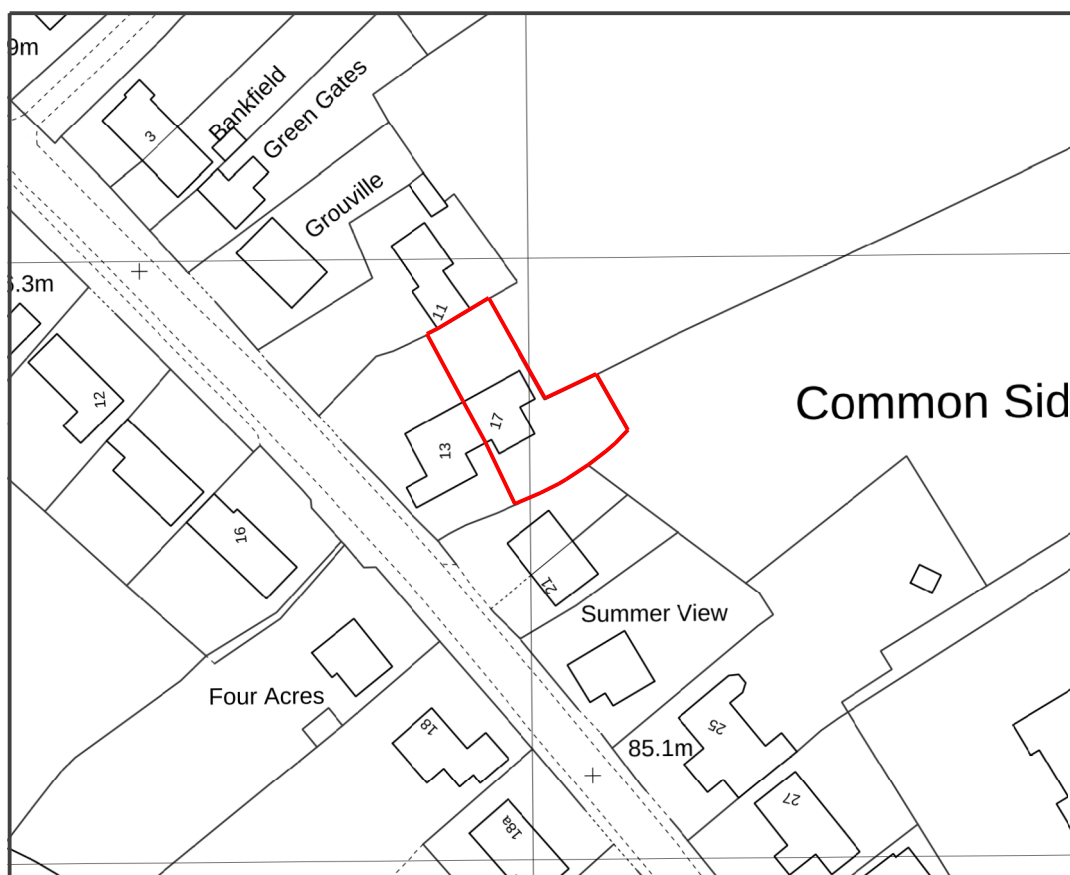 9m
3
Bankfield
Green Gates
Grouville
.3m
11
12
Common Sid
17
13
16
21
Summer View
Four Acres
18
25
85.1m
27
18a